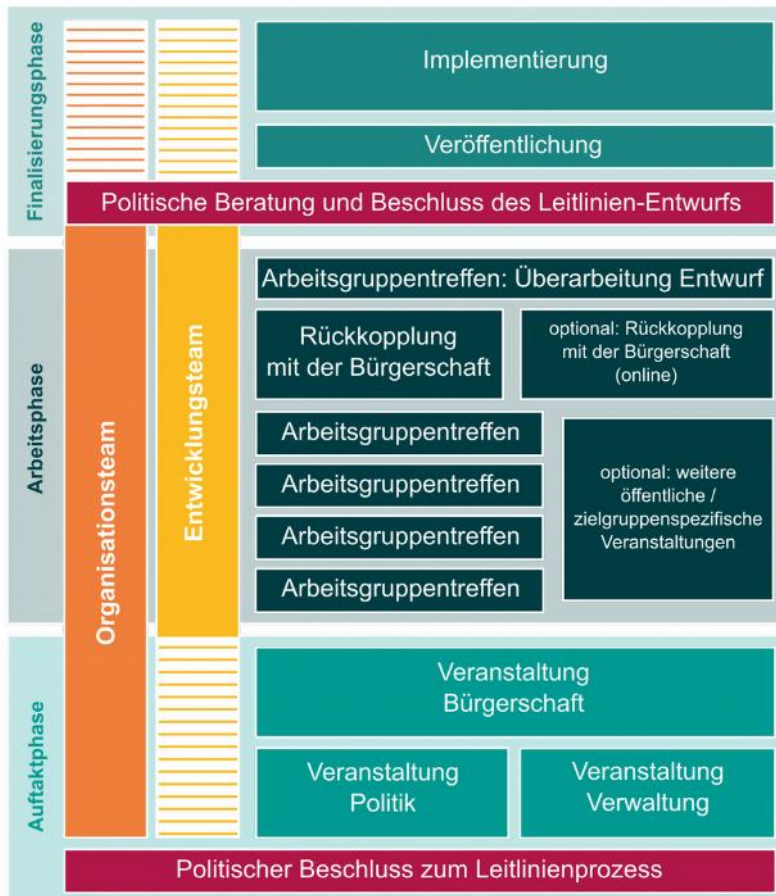 Finalisierungsphase
Implementierung
Veröffentlichung
Politische Beratung und Beschluss des Leitlinien-Entwurfs
Arbeitsphase
Organisationsteam
Entwicklungsteam
Arbeitsgruppentreffen: Überarbeitung Entwurf
Rückkopplung
mit der Bürgerschaft
optional: Rückkopplung
mit der Bürgerschaft
(online)
Arbeitsgruppentreffen
Arbeitsgruppentreffen
Arbeitsgruppentreffen
Arbeitsgruppentreffen
optional: weitere
öffentliche /
zielgruppenspezifische
Veranstaltungen
Auftaktphase
Veranstaltung
Bürgerschaft
Veranstaltung
Politik
Veranstaltung
Verwaltung
Politischer Beschluss zum Leitlinienprozess